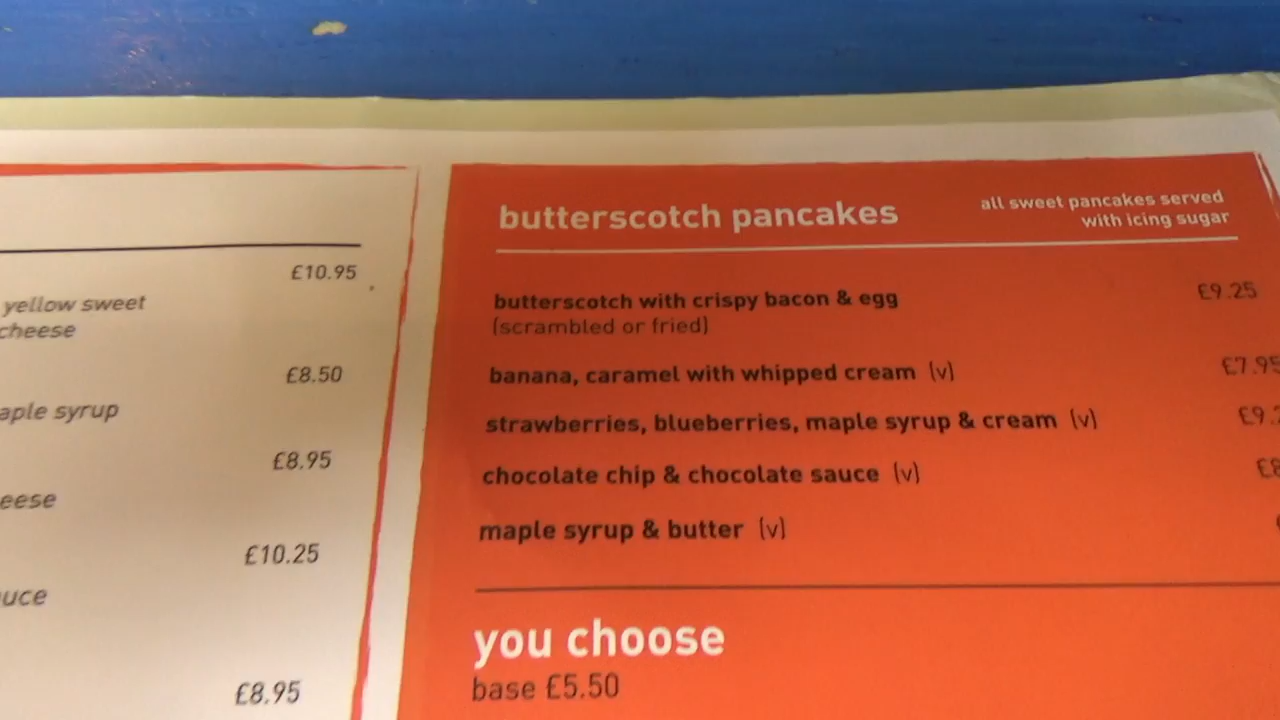 £10.95
yellow sweet
cheese
£8.50
maple syrup
£8.95
£10.25
£8.95
butterscotch pancakes
all sweet pancakes served
with icing sugar
butterscotch with crispy bacon & egg £9.25
(scrambled or fried)
banana, caramel with whipped cream (v) £7.95
strawberries, blueberries, maple syrup & cream (v)
chocolate chip & chocolate sauce (v)
maple syrup & butter (v)
you choose
base £5.50